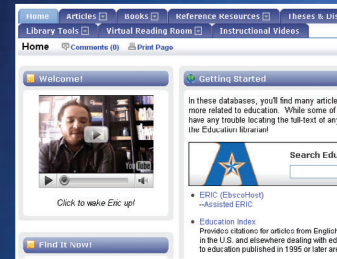 Home Articles Books Reference Resources Theses & Dis
Library Tools Virtual Reading Room Instructional Videos
Home Comments (0) Print Page
Welcome!
YouTube
Click to wake Eric up!
Find It Now!
Getting Started
In these databases, you'll find many article
more related to education. While some of
have any trouble locating the full-text of any
the Education librarian!
Search Edu
ERIC (EbscoHost)
--Assisted ERIC
Education Index
Provides citations for articles from English
in the U.S. and elsewhere dealing with ed
to education published in 1995 or later are